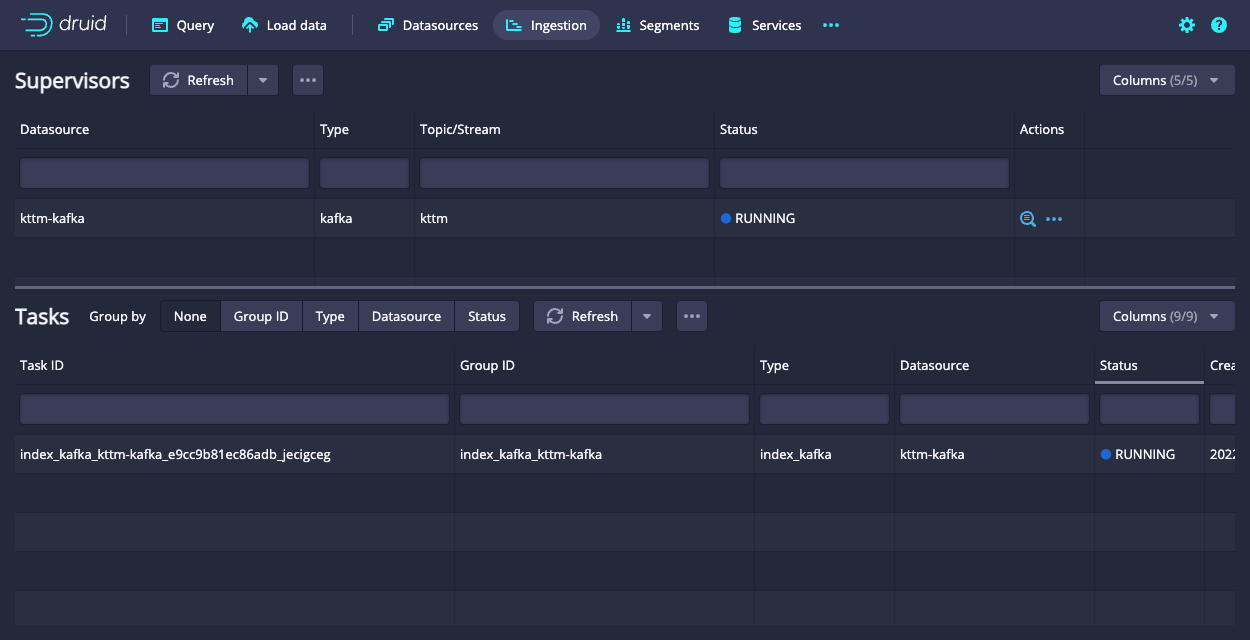 druid Query Load data Datasources Ingestion Segments Services
Supervisors Refresh Columns (5/5)
Datasource Type Topic/Stream Status Actions
kttm-kafka kafka kttm RUNNING
Tasks Group by None Group ID Type Datasource Status Refresh Columns (9/9)
Task ID Group ID Type Datasource Status Crea
index_kafka_kttm-kafka_e9cc9b81ec86adb_jecigceg index_kafka_kttm-kafka index_kafka kttm-kafka RUNNING 2022